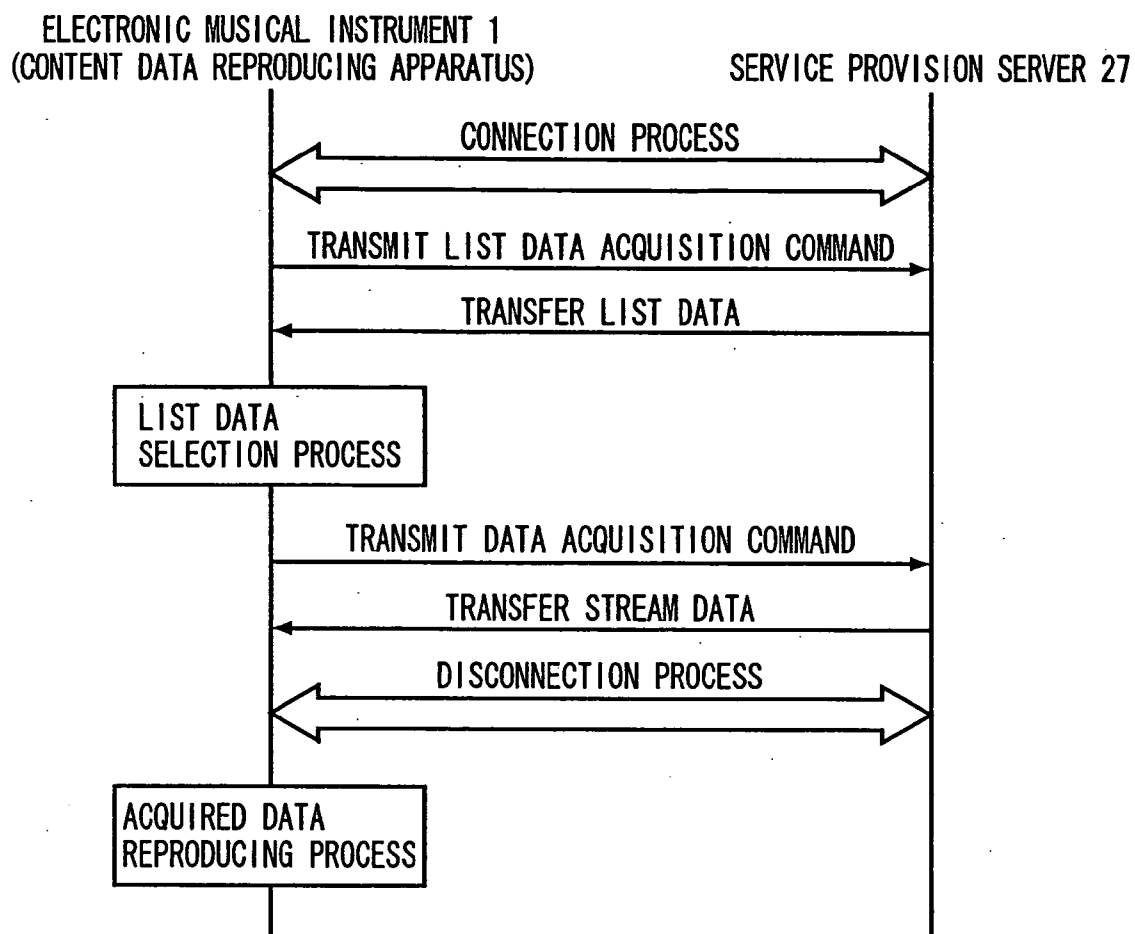 ELECTRONIC MUSICAL INSTRUMENT 1
(CONTENT DATA REPRODUCING APPARATUS)
SERVICE PROVISION SERVER 27
CONNECTION PROCESS
TRANSMIT LIST DATA ACQUISITION COMMAND
TRANSFER LIST DATA
LIST DATA
SELECTION PROCESS
TRANSMIT DATA ACQUISITION COMMAND
TRANSFER STREAM DATA
DISCONNECTION PROCESS
ACQUIRED DATA
REPRODUCING PROCESS